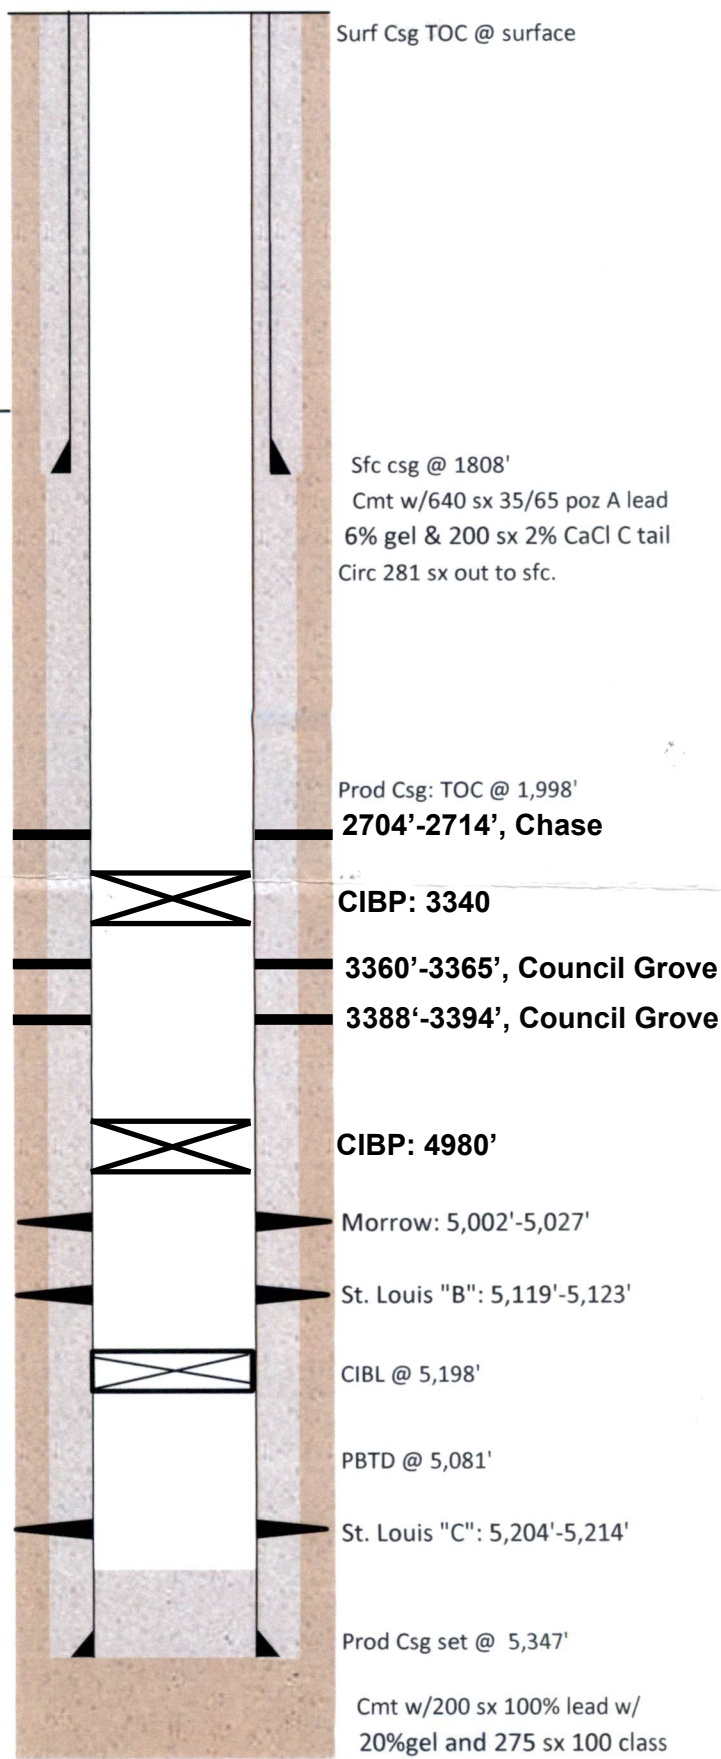 Surf Csg TOC @ surface
Sfc csg @ 1808'
Cmt w/640 sx 35/65 poz A lead
6% gel & 200 sx 2% CaCl C tail
Circ 281 sx out to sfc.
Prod Csg: TOC @ 1,998'
2704’-2714’, Chase
CIBP: 3340
3360’-3365’, Council Grove
3388‘-3394’, Council Grove
CIBP: 4980’
Morrow: 5,002'-5,027'
St. Louis "B": 5,119'-5,123'
CIBL @ 5,198'
PBTD @ 5,081'
St. Louis "C": 5,204'-5,214'
Prod Csg set @ 5,347'
Cmt w/200 sx 100% lead w/
20%gel and 275 sx 100 class